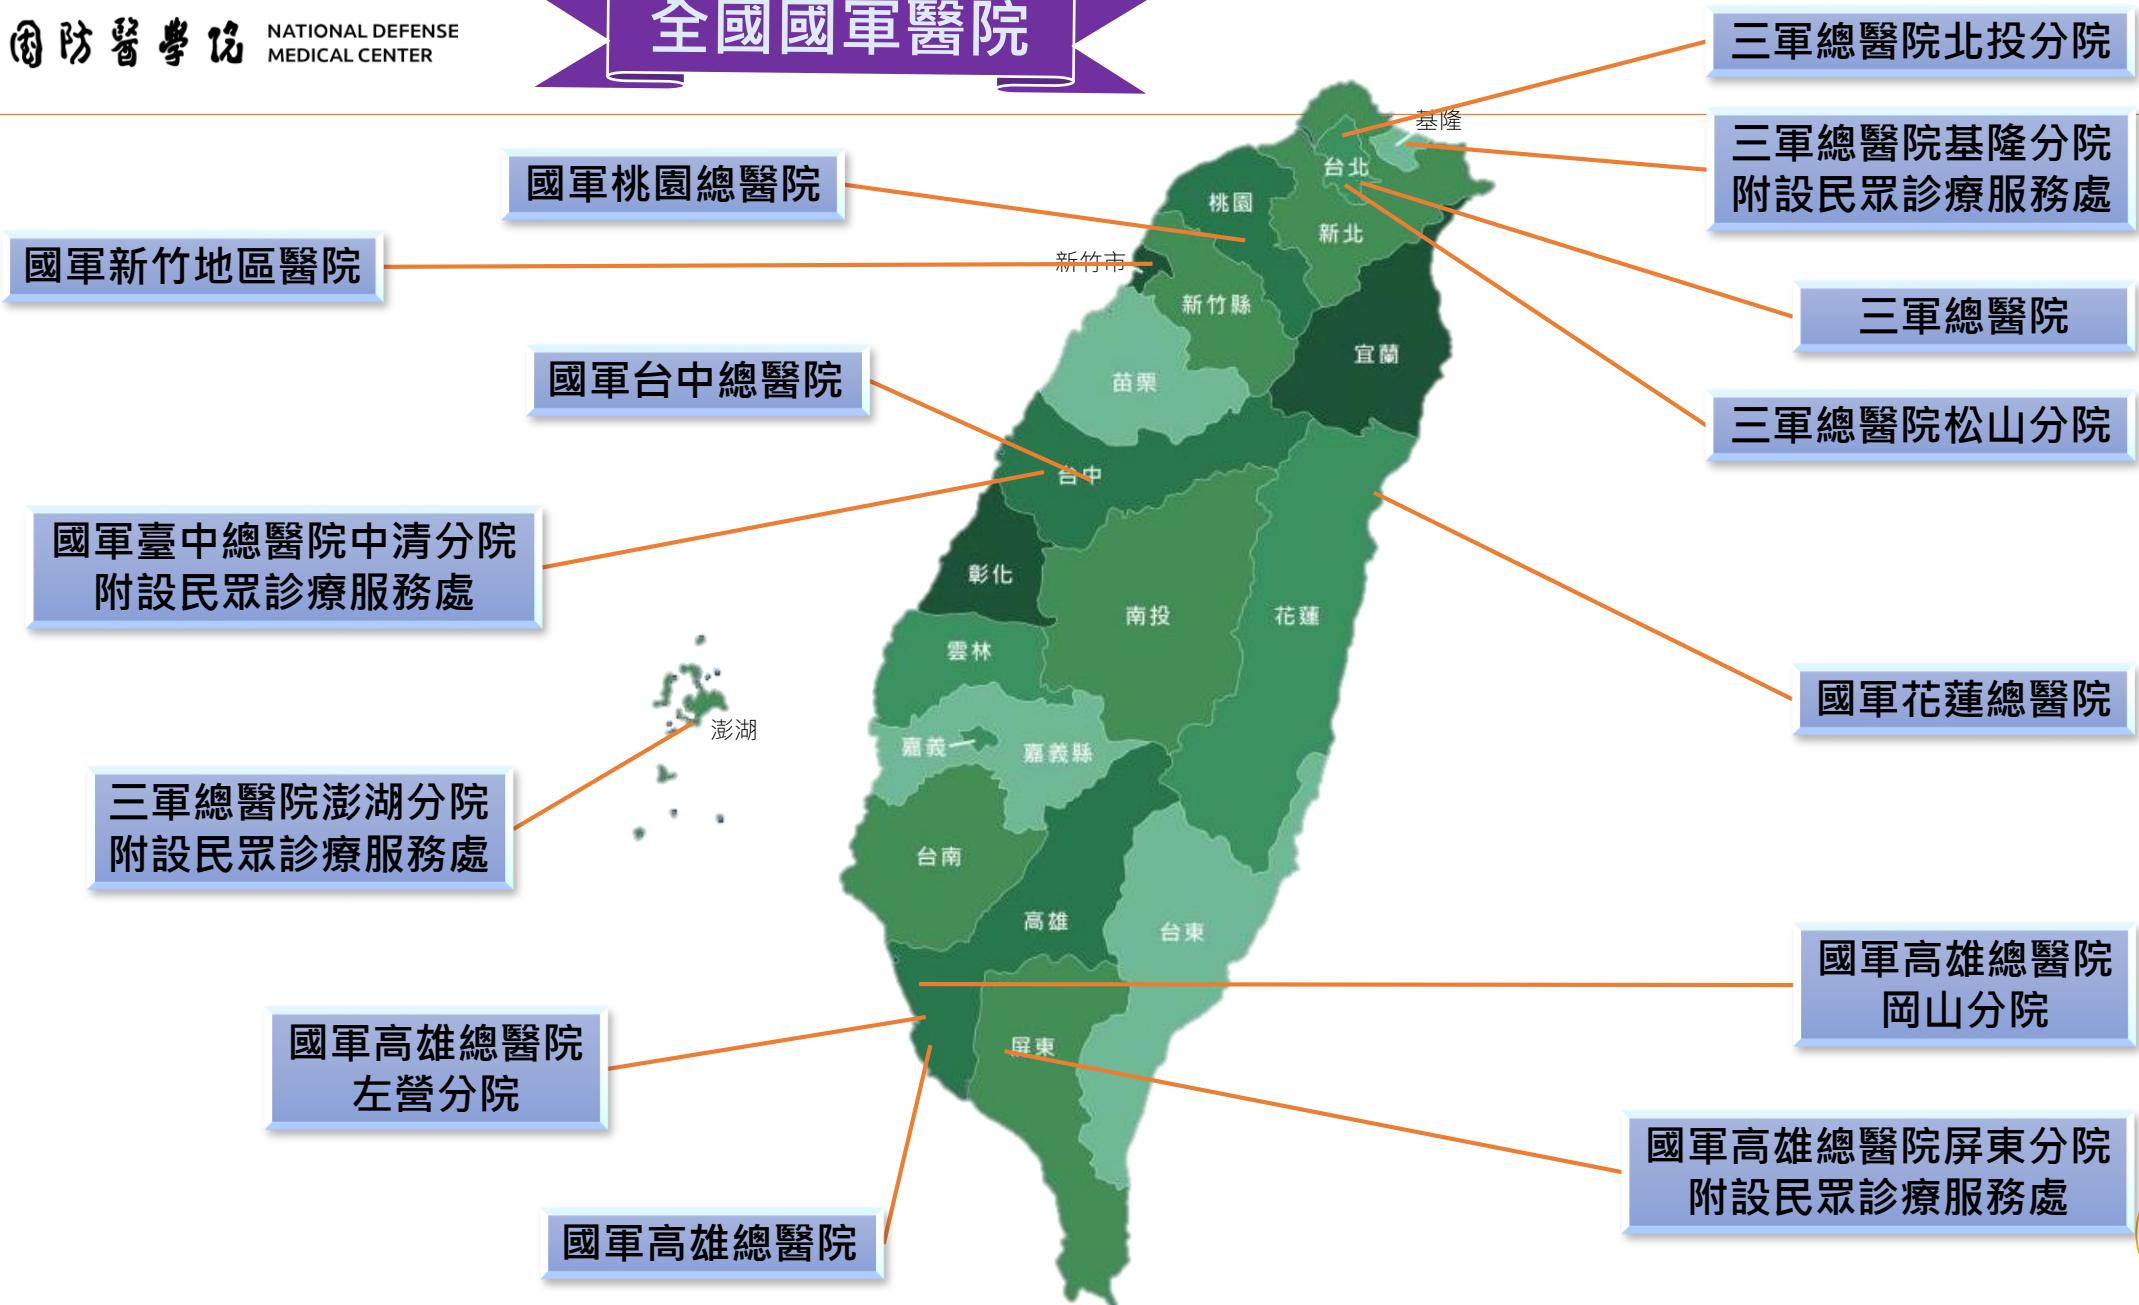 國防醫學院
NATIONAL DEFENSE
MEDICAL CENTER
全國國軍醫院
三軍總醫院北投分院
基隆
三軍總醫院基隆分院
附設民眾診療服務處
國軍桃園總醫院
台北
桃園
新北
國軍新竹地區醫院
新竹市
新竹縣
三軍總醫院
宜蘭
國軍台中總醫院
苗栗
三軍總醫院松山分院
台中
國軍臺中總醫院中清分院
附設民眾診療服務處
彰化
南投
花蓮
雲林
國軍花蓮總醫院
澎湖
嘉義
嘉義縣
三軍總醫院澎湖分院
附設民眾診療服務處
台南
高雄
台東
國軍高雄總醫院
岡山分院
國軍高雄總醫院
左營分院
屏東
國軍高雄總醫院屏東分院
附設民眾診療服務處
國軍高雄總醫院